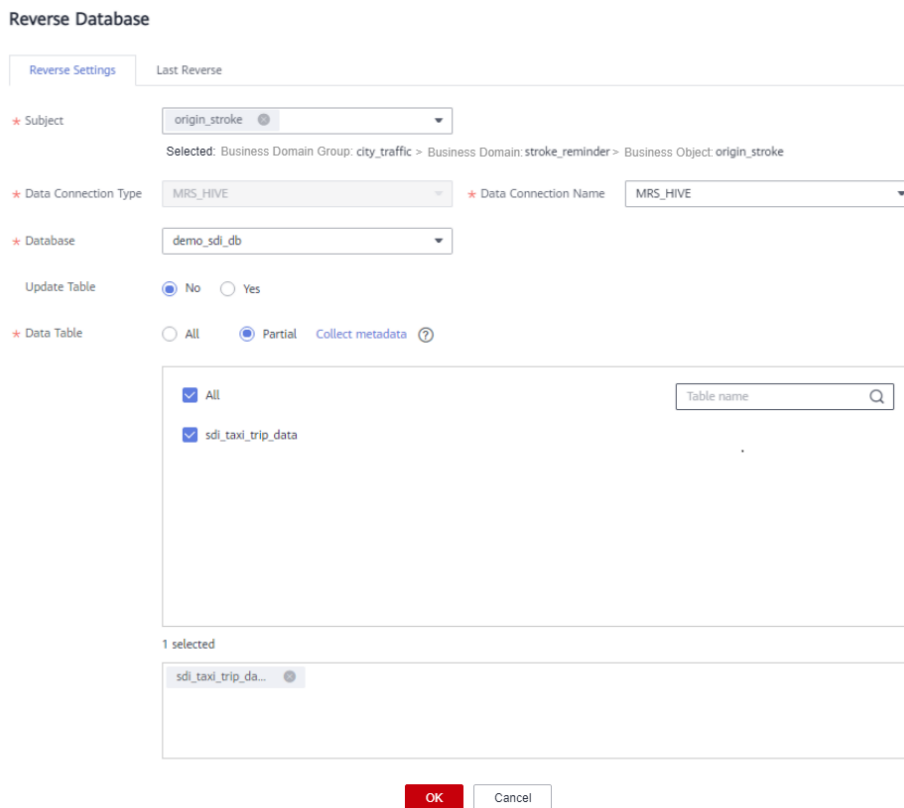 Reverse Database
Reverse Settings Last Reverse
* Subject origin_stroke
Selected: Business Domain Group: city_traffic > Business Domain: stroke_reminder > Business Object: origin_stroke
* Data Connection Type MRS_HIVE * Data Connection Name MRS_HIVE
* Database demo_sdi_db
Update Table No Yes
* Data Table All Partial Collect metadata ?
All Table name
sdi_taxi_trip_data
1 selected
sdi_taxi_trip_da...
OK Cancel